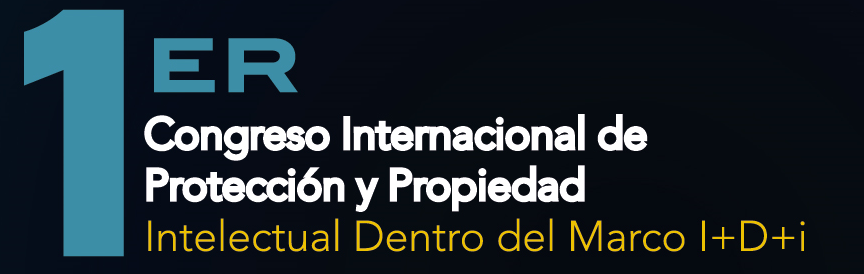 1ER
Congreso Internacional de
Protección y Propiedad
Intelectual Dentro del Marco I+D+i